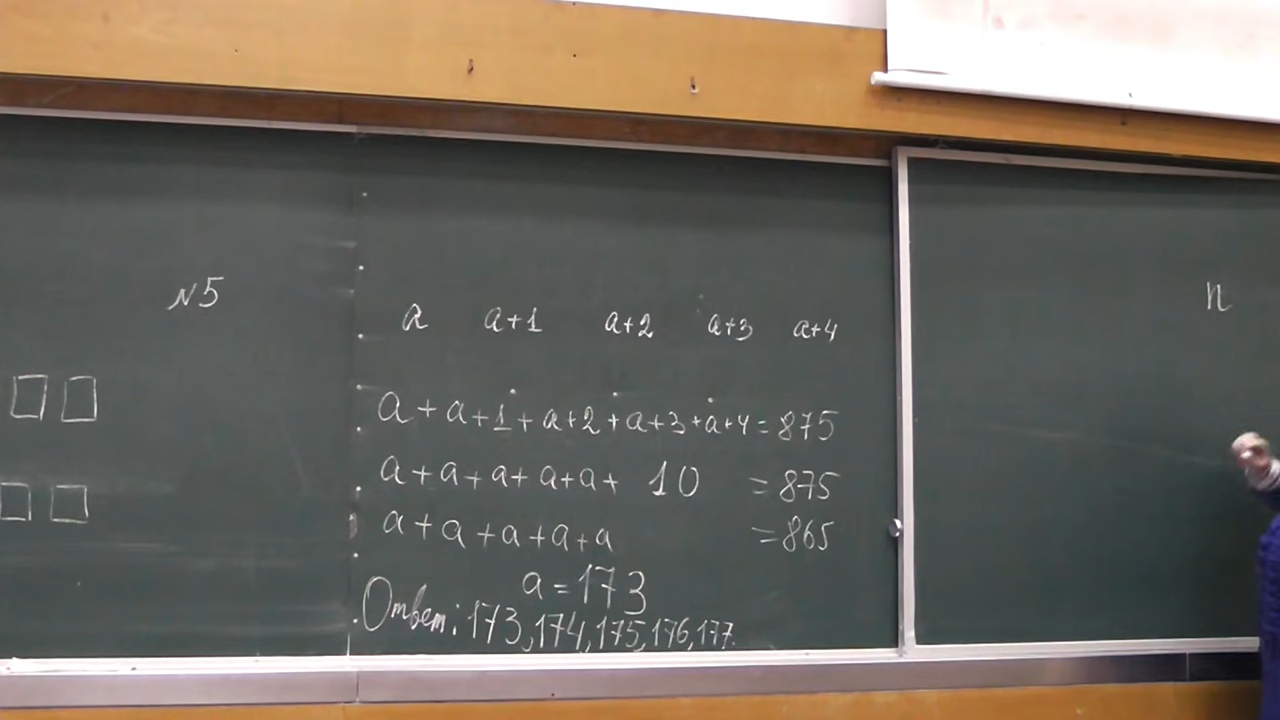 №5
a a+1 a+2 a+3 a+4
a+a+1+a+2+a+3+a+4=875
a+a+a+a+a+ 10 =875
a+a+a+a+a =865
a=173
Ответ: 173,174,175,176,177.
n